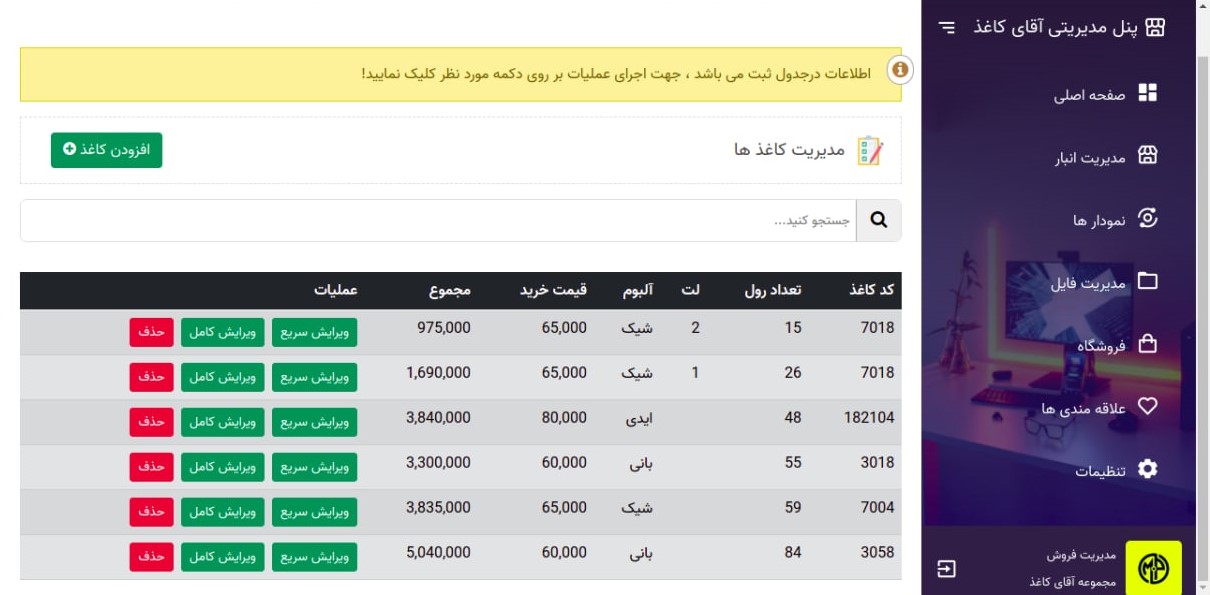 پنل مدیریتی آقای کاغذ
صفحه اصلی
مدیریت انبار
نمودار ها
مدیریت فایل
فروشگاه
علاقه مندی ها
تنظیمات
مدیریت فروش
مجموعه آقای کاغذ
اطلاعات درجدول ثبت می باشد ، جهت اجرای عملیات بر روی دکمه مورد نظر کلیک نمایید!
مدیریت کاغذ ها
افزودن کاغذ
جستجو کنید...
کد کاغذ تعداد رول لت آلبوم قیمت خرید مجموع عملیات
7018 15 2 شیک 65,000 975,000 ویرایش سریع ویرایش کامل حذف
7018 26 1 شیک 65,000 1,690,000 ویرایش سریع ویرایش کامل حذف
182104 48 ایدی 80,000 3,840,000 ویرایش سریع ویرایش کامل حذف
3018 55 بانی 60,000 3,300,000 ویرایش سریع ویرایش کامل حذف
7004 59 شیک 65,000 3,835,000 ویرایش سریع ویرایش کامل حذف
3058 84 بانی 60,000 5,040,000 ویرایش سریع ویرایش کامل حذف